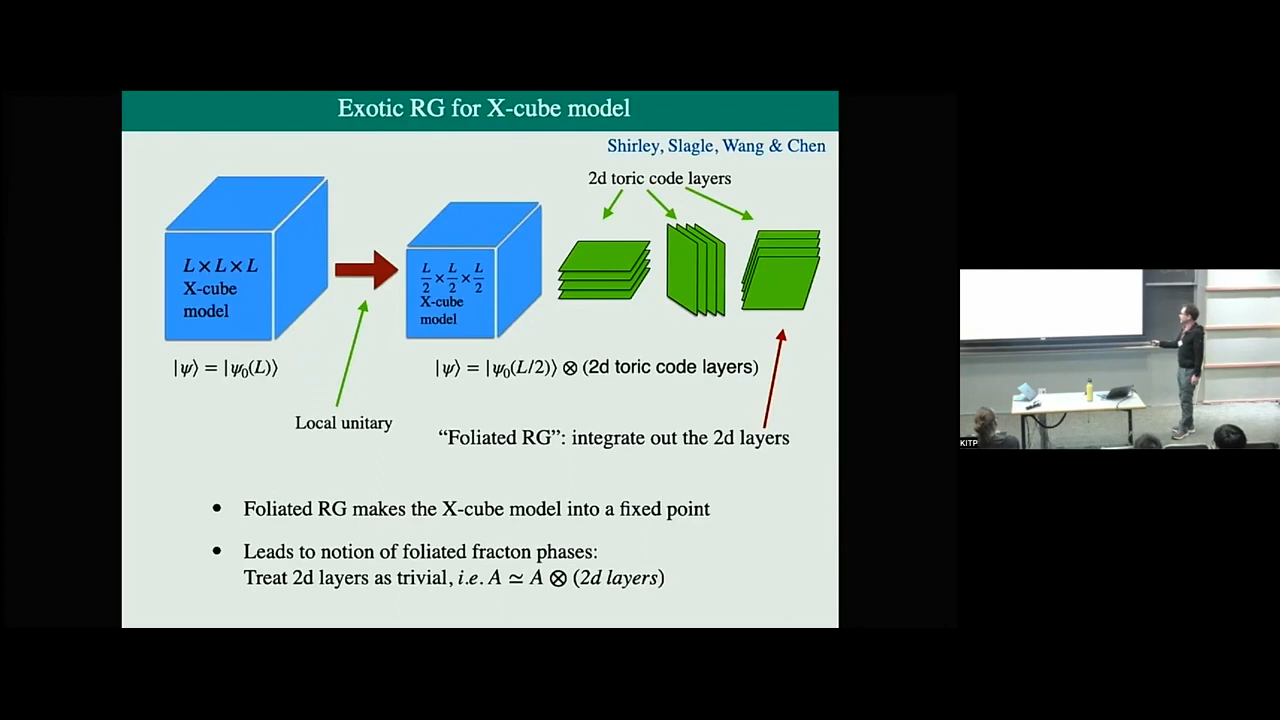 Exotic RG for X-cube model
Shirley, Slagle, Wang & Chen
2d toric code layers
L × L × L
X-cube
model
L/2 × L/2 × L/2
X-cube
model
|ψ⟩ = |ψ₀(L)⟩
|ψ⟩ = |ψ₀(L/2)⟩ ⊗ (2d toric code layers)
Local unitary
“Foliated RG”: integrate out the 2d layers
• Foliated RG makes the X-cube model into a fixed point
• Leads to notion of foliated fracton phases:
Treat 2d layers as trivial, i.e. A ≃ A ⊗ (2d layers)
KITP